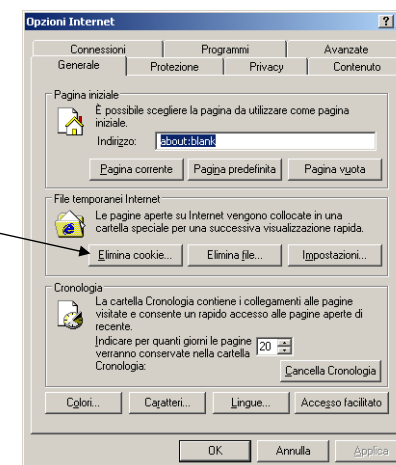 Opzioni Internet
?
Connessioni Programmi Avanzate
Generale Protezione Privacy Contenuto
Pagina iniziale
È possibile scegliere la pagina da utilizzare come pagina
iniziale.
Indirizzo: about:blank
Pagina corrente Pagina predefinita Pagina vuota
File temporanei Internet
Le pagine aperte su Internet vengono collocate in una
cartella speciale per una successiva visualizzazione rapida.
Elimina cookie... Elimina file... Impostazioni...
Cronologia
La cartella Cronologia contiene i collegamenti alle pagine
visitate e consente un rapido accesso alle pagine aperte di
recente.
Indicare per quanti giorni le pagine
verranno conservate nella cartella
Cronologia:
20
Cancella Cronologia
Colori... Caratteri... Lingue... Accesso facilitato
OK Annulla Applica